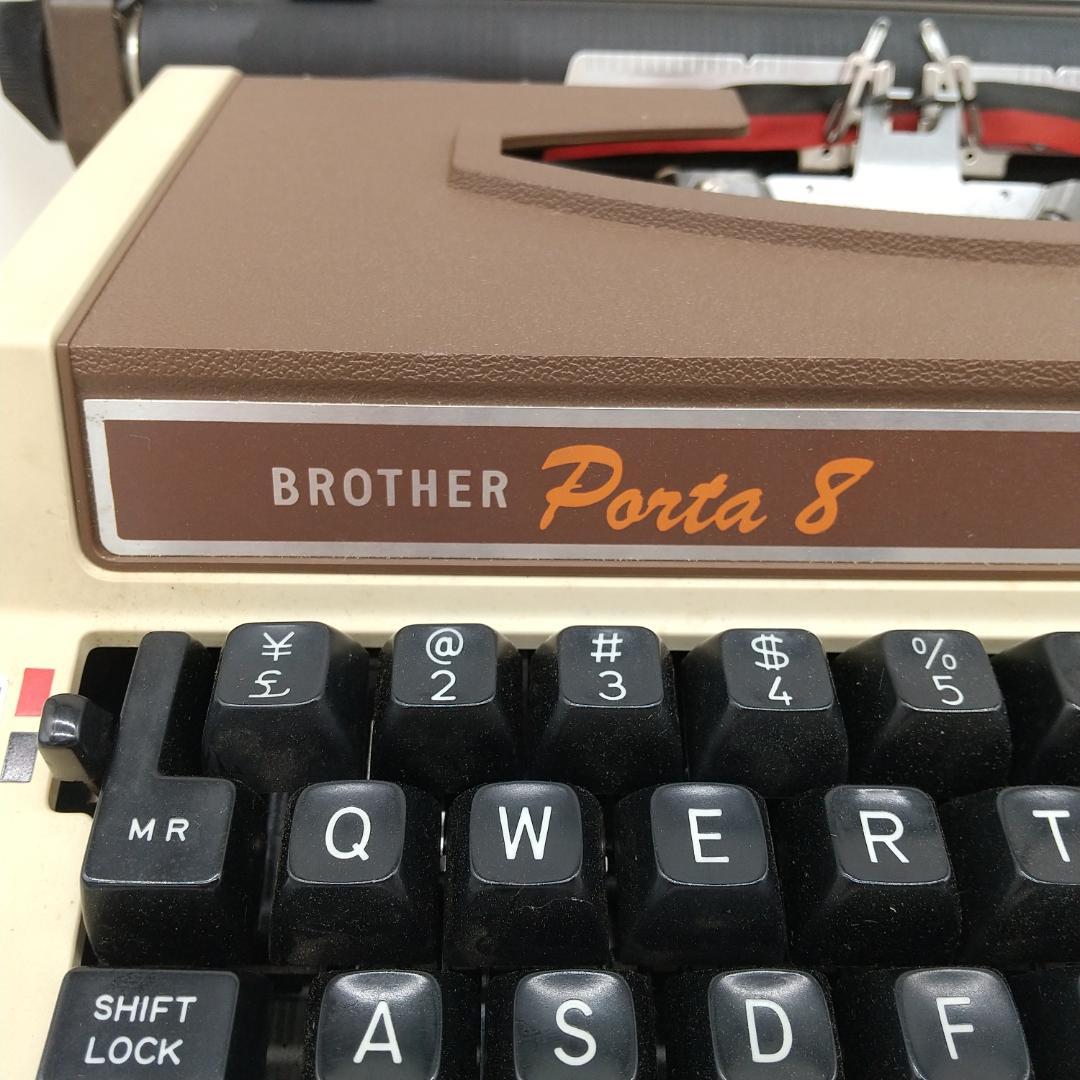 BROTHER Porta 8
¥ @ # $ %
£ 2 3 4 5
MR Q W E R T
SHIFT
LOCK A S D F